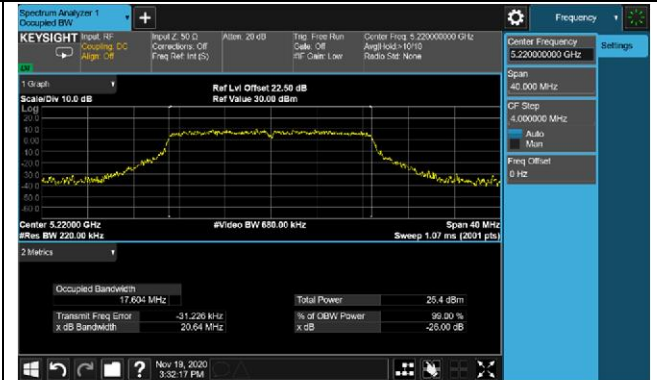 Spectrum Analyzer 1
Occupied BW
Frequency
KEYSIGHT
Input: RF
Coupling: DC
Align: Off
Input Z: 50 Ω
Corrections: Off
Freq Ref: Int (S)
Atten: 20 dB
Trig: Free Run
Gate: Off
#IF Gain: Low
Center Freq: 5.220000000 GHz
Avg|Hold:>10/10
Radio Std: None
Center Frequency
5.220000000 GHz
Settings
Span
40.000 MHz
CF Step
4.000000 MHz
Auto
Man
Freq Offset
0 Hz
1 Graph
Scale/Div 10.0 dB
Ref Lvl Offset 22.50 dB
Ref Value 30.00 dBm
Log
20.0
10.0
0.00
-10.0
-20.0
-30.0
-40.0
-50.0
-60.0
Center 5.22000 GHz
#Res BW 220.00 kHz
#Video BW 680.00 kHz
Span 40 MHz
Sweep 1.07 ms (2001 pts)
2 Metrics
Occupied Bandwidth
17.604 MHz
Total Power 25.4 dBm
Transmit Freq Error -31.226 kHz
% of OBW Power 99.00 %
x dB Bandwidth 20.64 MHz
x dB -26.00 dB
Nov 19, 2020
3:32:17 PM